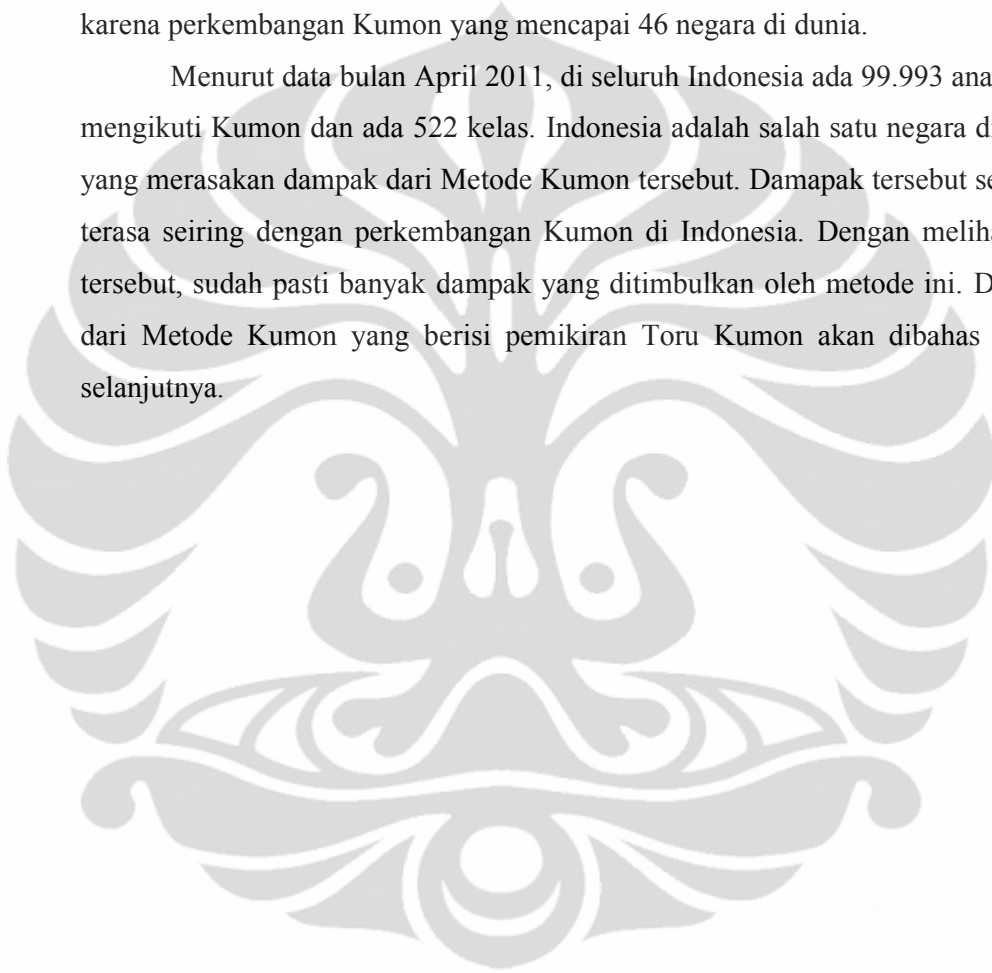 karena perkembangan Kumon yang mencapai 46 negara di dunia.
Menurut data bulan April 2011, di seluruh Indonesia ada 99.993 ana
mengikuti Kumon dan ada 522 kelas. Indonesia adalah salah satu negara d
yang merasakan dampak dari Metode Kumon tersebut. Damapak tersebut se
terasa seiring dengan perkembangan Kumon di Indonesia. Dengan meliha
tersebut, sudah pasti banyak dampak yang ditimbulkan oleh metode ini. D
dari Metode Kumon yang berisi pemikiran Toru Kumon akan dibahas
selanjutnya.